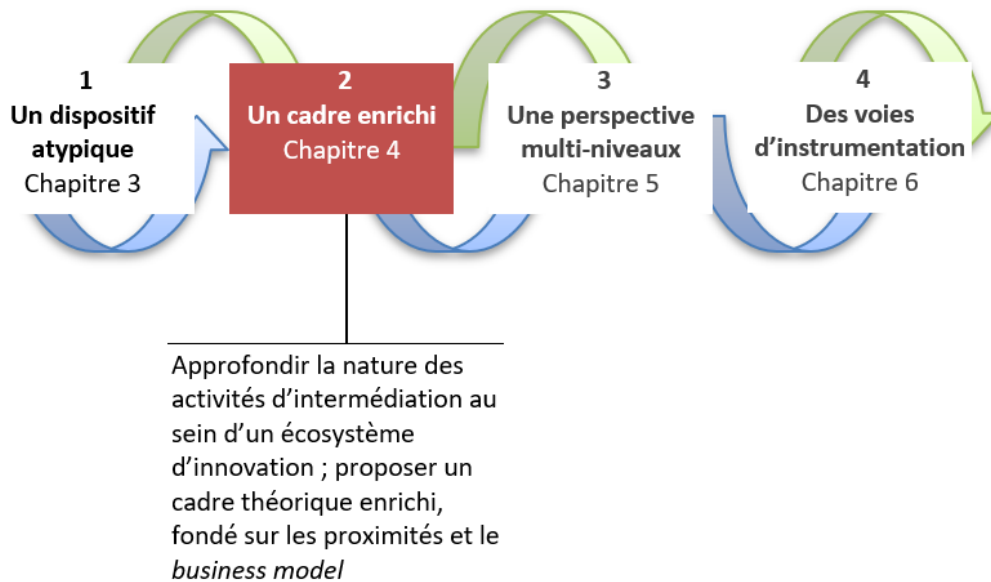 1
Un dispositif
atypique
Chapitre 3
2
Un cadre enrichi
Chapitre 4
3
Une perspective
multi-niveaux
Chapitre 5
4
Des voies
d’instrumentation
Chapitre 6
Approfondir la nature des
activités d’intermédiation au
sein d’un écosystème
d’innovation ; proposer un
cadre théorique enrichi,
fondé sur les proximités et le
business model